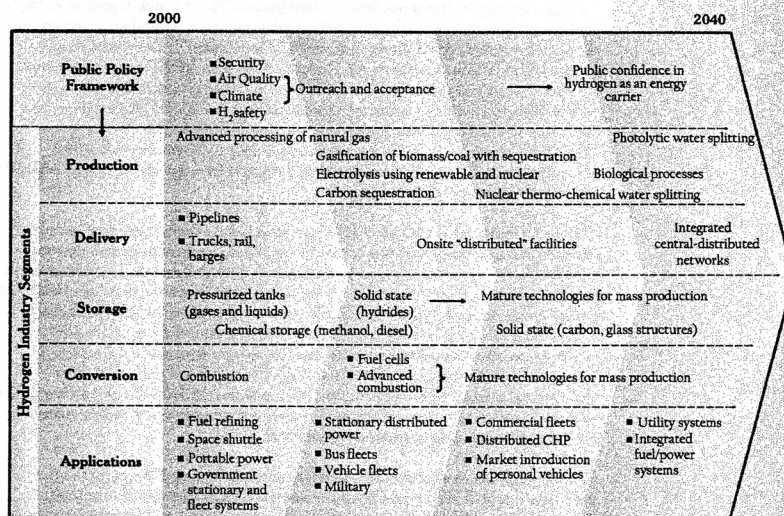 2000
2040
Public Policy
Framework
■ Security
■ Air Quality
■ Climate
■ H₂safety
Outreach and acceptance
Public confidence in
hydrogen as an energy
carrier
Hydrogen Industry Segments
Production
Advanced processing of natural gas
Photolytic water splitting
Gasification of biomass/coal with sequestration
Electrolysis using renewable and nuclear
Biological processes
Carbon sequestration
Nuclear thermo-chemical water splitting
Delivery
■ Pipelines
■ Trucks, rail,
barges
Onsite "distributed" facilities
Integrated
central-distributed
networks
Storage
Pressurized tanks
(gases and liquids)
Solid state
(hydrides)
Mature technologies for mass production
Chemical storage (methanol, diesel)
Solid state (carbon, glass structures)
Conversion
Combustion
■ Fuel cells
■ Advanced
combustion
Mature technologies for mass production
Applications
■ Fuel refining
■ Space shuttle
■ Portable power
■ Government
stationary and
fleet systems
■ Stationary distributed
power
■ Bus fleets
■ Vehicle fleets
■ Military
■ Commercial fleets
■ Distributed CHP
■ Market introduction
of personal vehicles
■ Utility systems
■ Integrated
fuel/power
systems